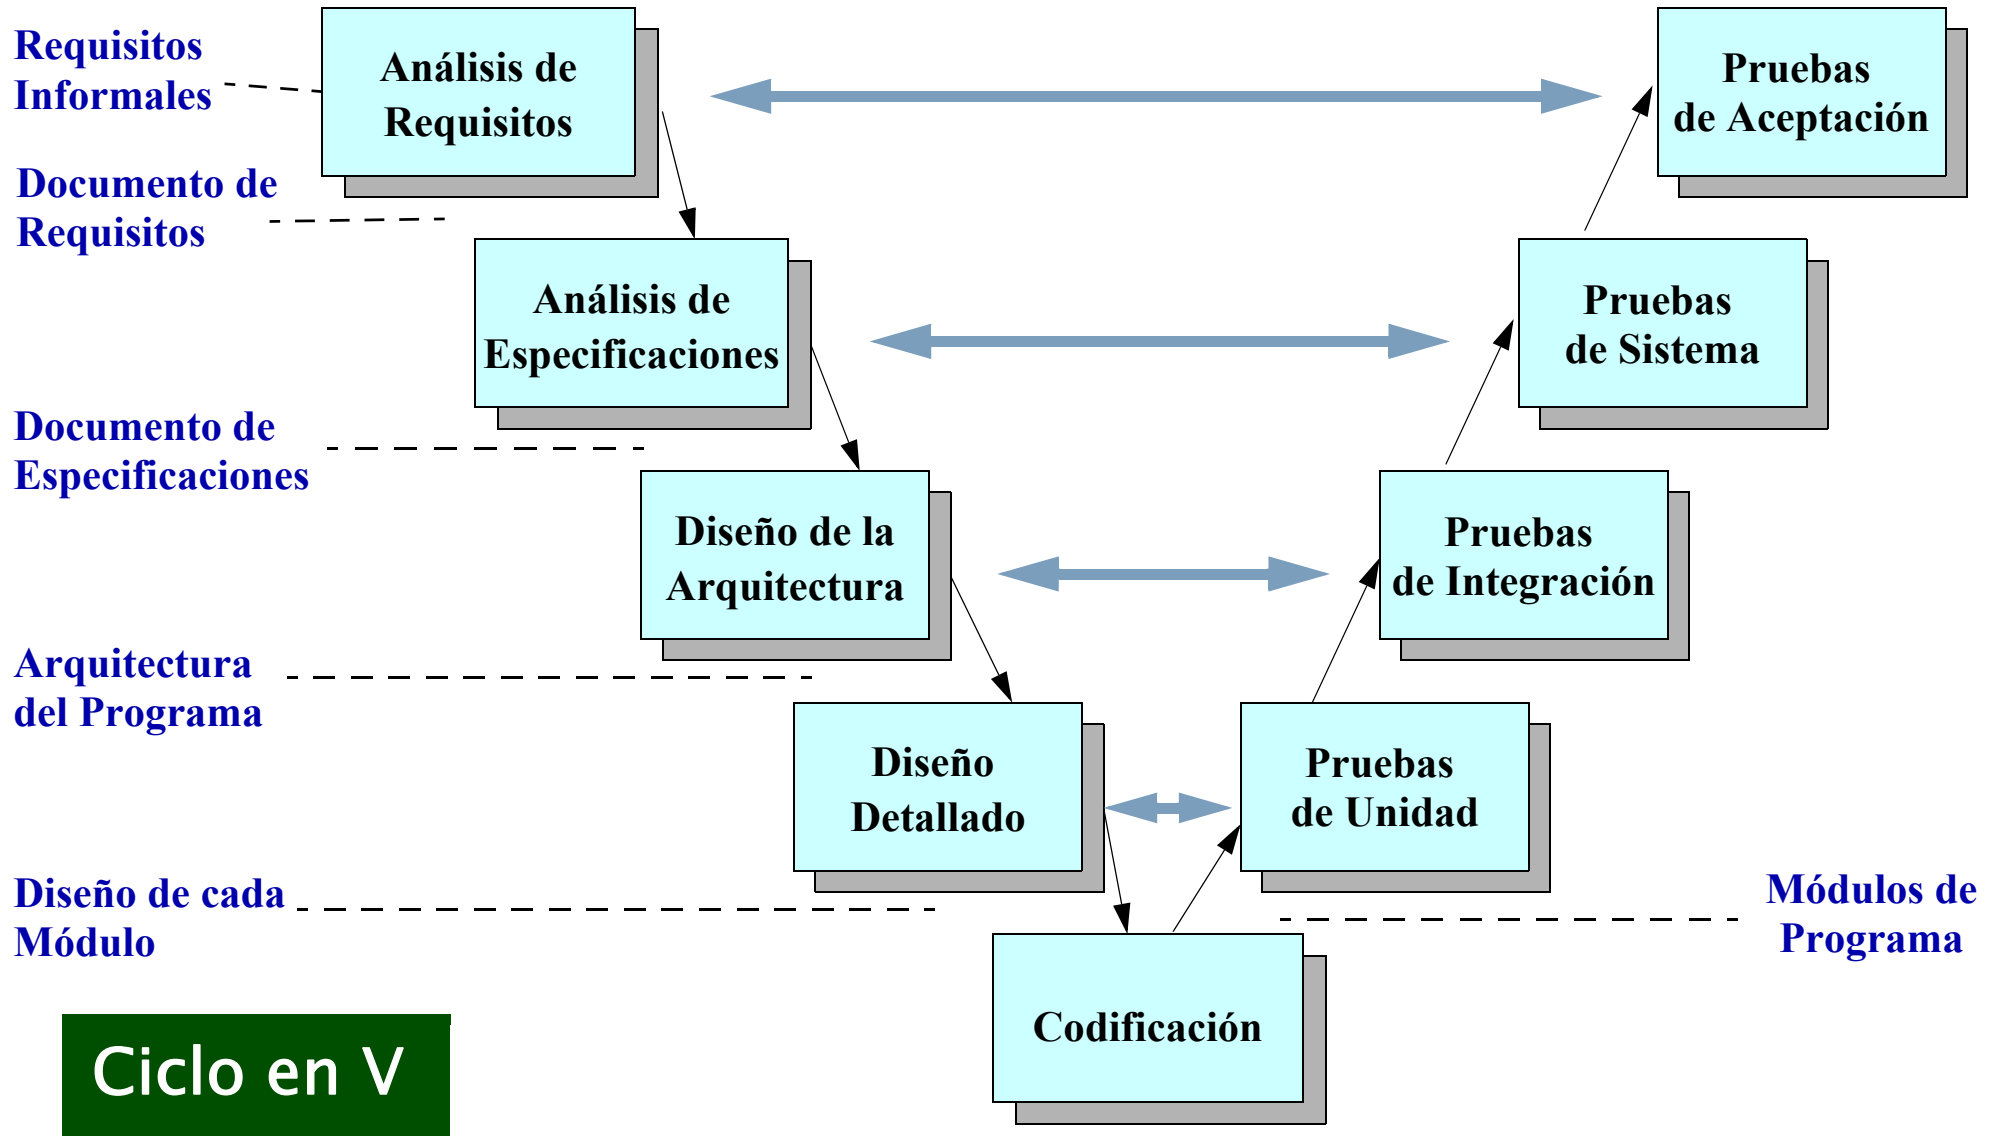 Requisitos
Informales
Análisis de
Requisitos
Pruebas
de Aceptación
Documento de
Requisitos
Análisis de
Especificaciones
Pruebas
de Sistema
Documento de
Especificaciones
Diseño de la
Arquitectura
Pruebas
de Integración
Arquitectura
del Programa
Diseño
Detallado
Pruebas
de Unidad
Diseño de cada
Módulo
Módulos de
Programa
Codificación
Ciclo en V